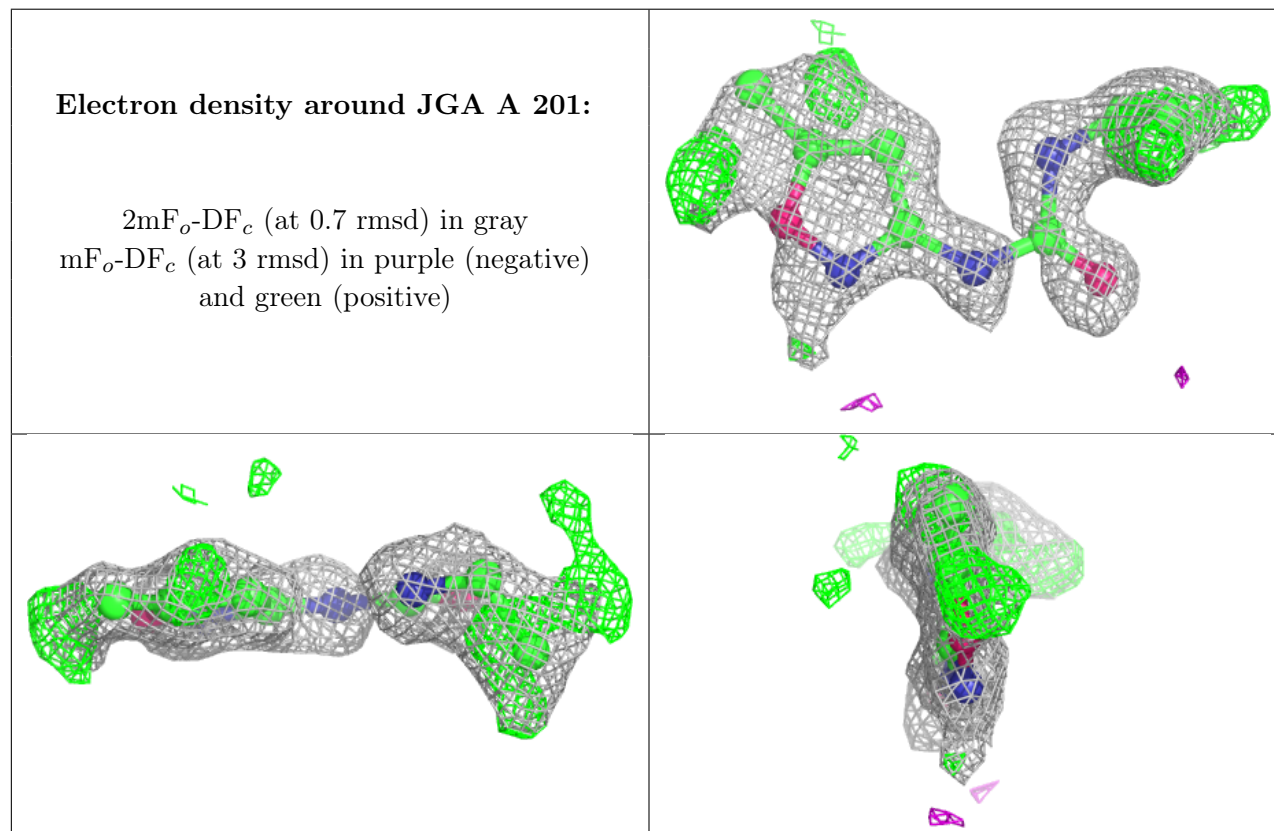 Electron density around JGA A 201:
2mFₒ-DF𝒸 (at 0.7 rmsd) in gray
mFₒ-DF𝒸 (at 3 rmsd) in purple (negative)
and green (positive)